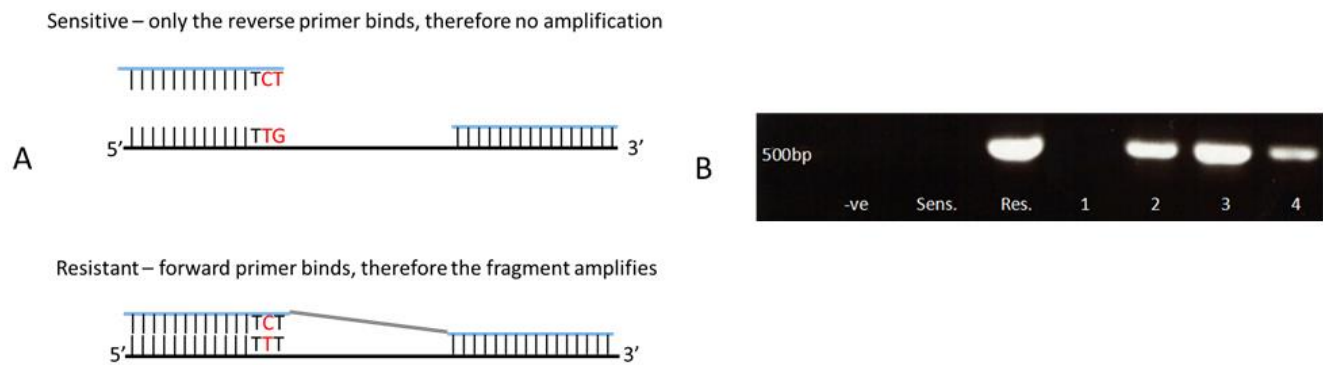 Sensitive – only the reverse primer binds, therefore no amplification
TCT
TTG
5’ 3’
A
Resistant – forward primer binds, therefore the fragment amplifies
TCT
TTT
5’ 3’
B
500bp
-ve Sens. Res. 1 2 3 4